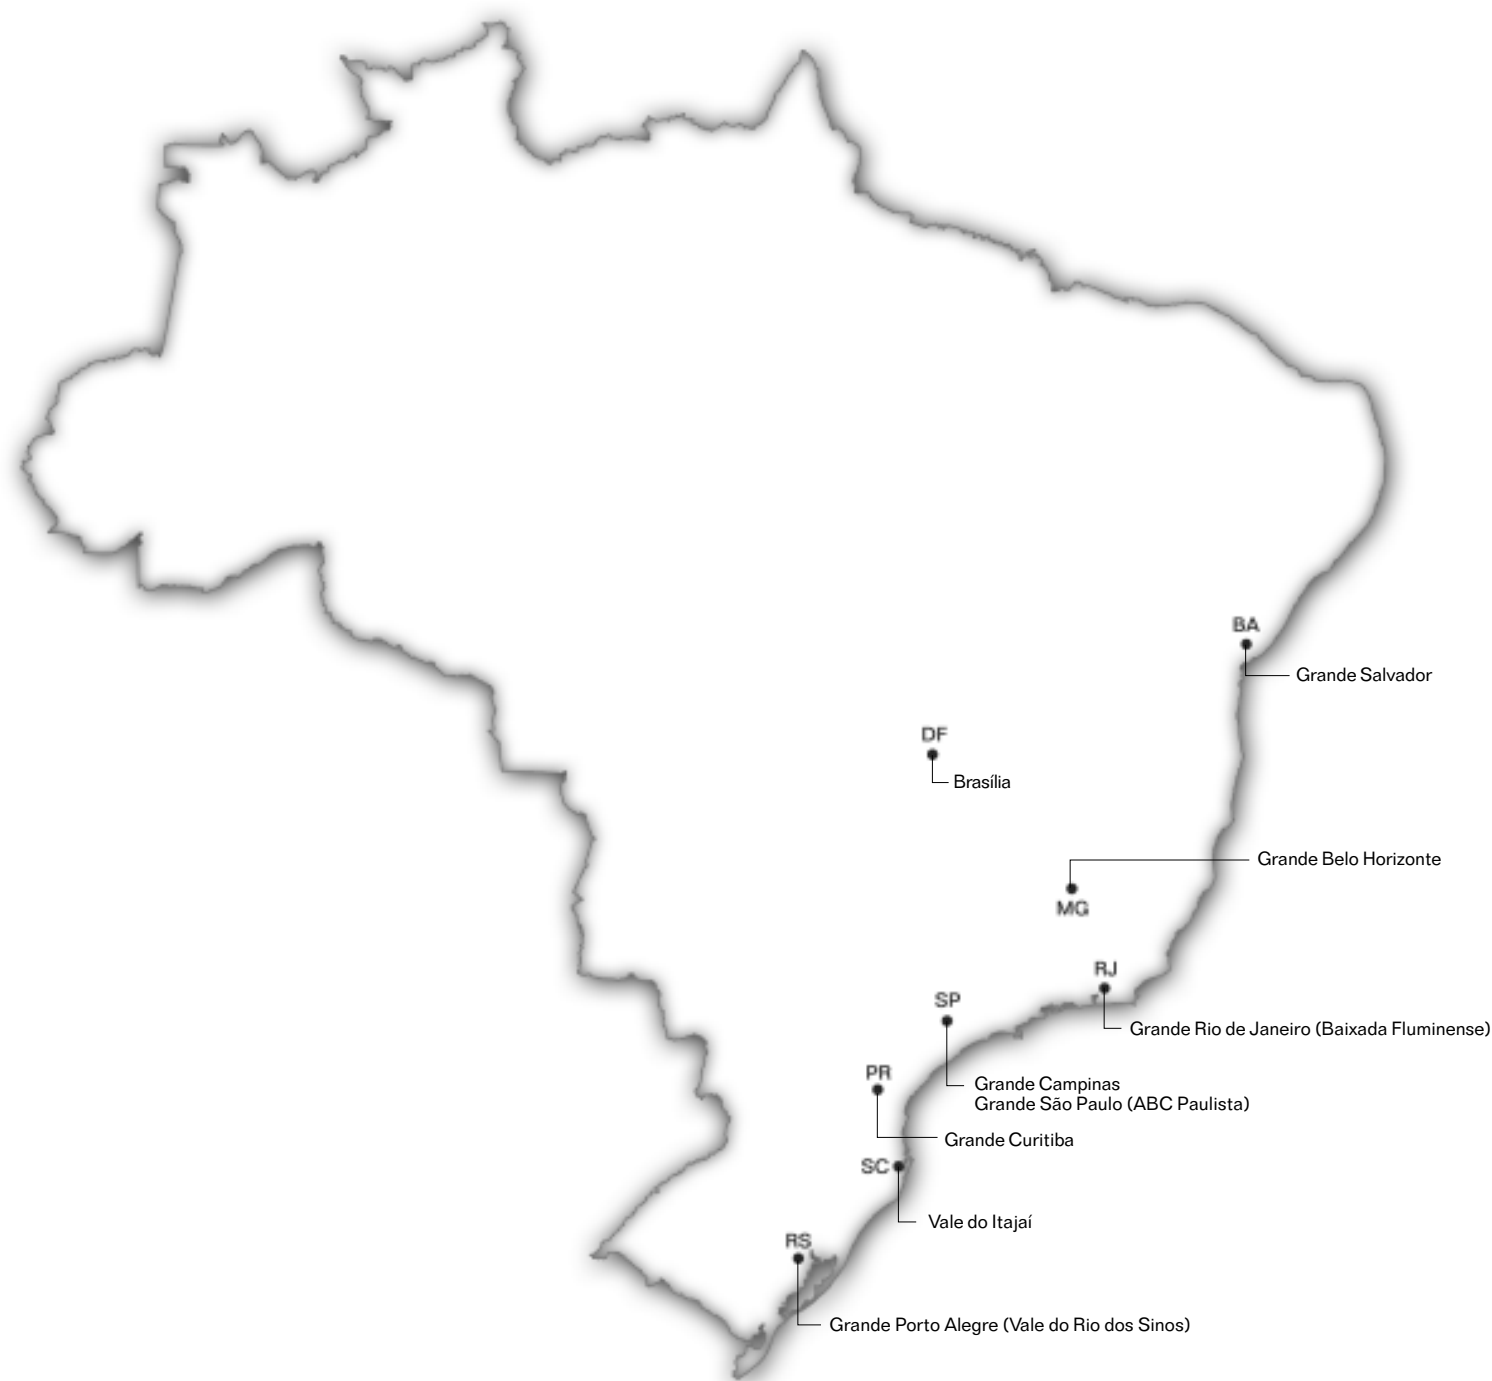 BA
Grande Salvador
DF
Brasília
Grande Belo Horizonte
MG
RJ
SP
Grande Rio de Janeiro (Baixada Fluminense)
PR
Grande Campinas
Grande São Paulo (ABC Paulista)
Grande Curitiba
SC
Vale do Itajaí
RS
Grande Porto Alegre (Vale do Rio dos Sinos)